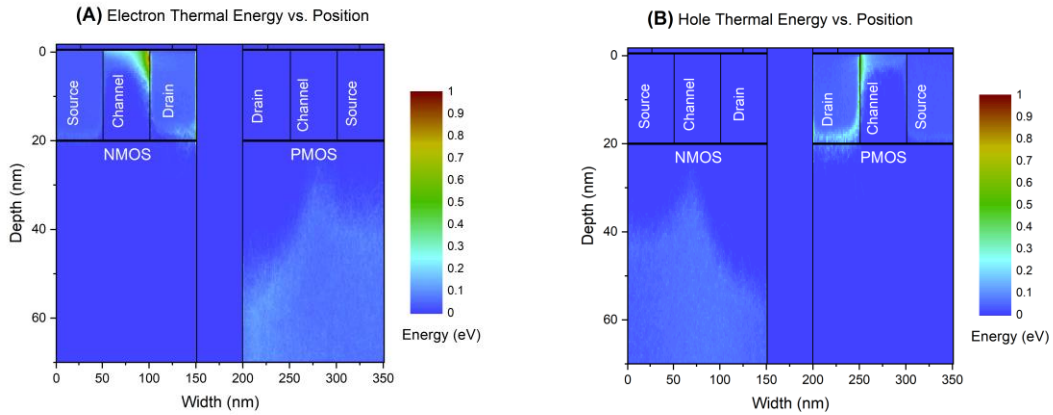 (A) Electron Thermal Energy vs. Position
0
20
40
60
Depth (nm)
Source
Channel
Drain
NMOS
Drain
Channel
Source
PMOS
0
50
100
150
200
250
300
350
Width (nm)
1
0.9
0.8
0.7
0.6
0.5
0.4
0.3
0.2
0.1
0
Energy (eV)
(B) Hole Thermal Energy vs. Position
0
20
40
60
Depth (nm)
Source
Channel
Drain
NMOS
Drain
Channel
Source
PMOS
0
50
100
150
200
250
300
350
Width (nm)
1
0.9
0.8
0.7
0.6
0.5
0.4
0.3
0.2
0.1
0
Energy (eV)